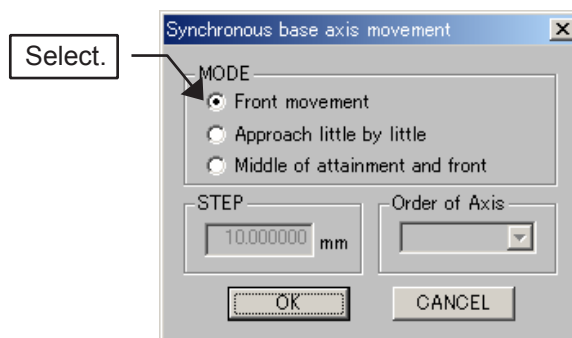 Synchronous base axis movement
Select.
MODE
Front movement
Approach little by little
Middle of attainment and front
STEP
Order of Axis
10.000000 mm
OK
CANCEL